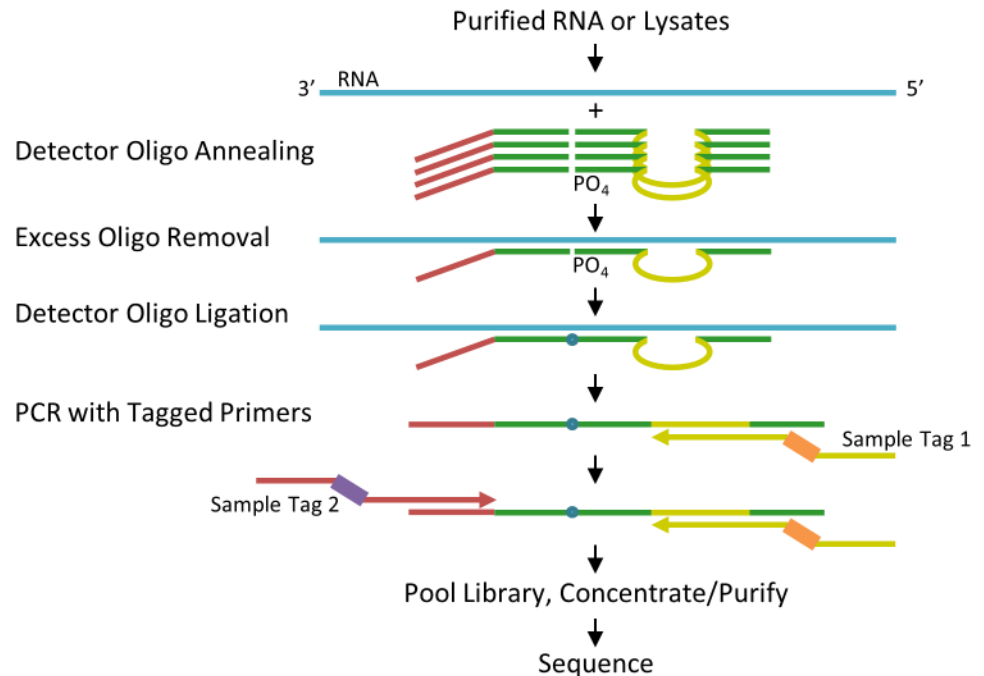 Purified RNA or Lysates
3’ RNA 5’
+
Detector Oligo Annealing
PO₄
Excess Oligo Removal
PO₄
Detector Oligo Ligation
PCR with Tagged Primers
Sample Tag 1
Sample Tag 2
Pool Library, Concentrate/Purify
Sequence